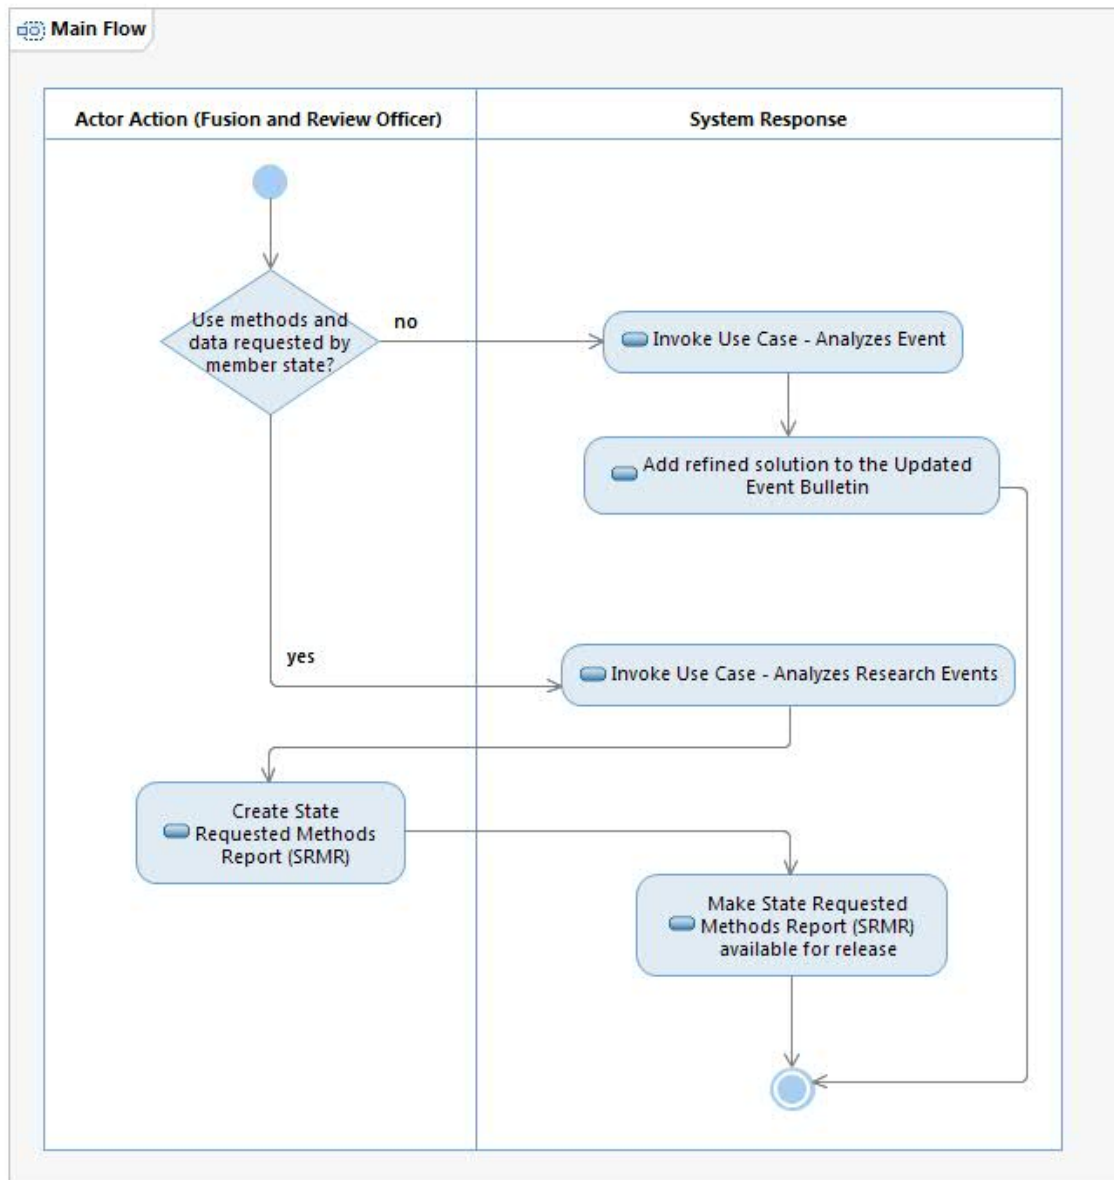 Main Flow
Actor Action (Fusion and Review Officer)
System Response
Use methods and
data requested by
member state?
no
Invoke Use Case - Analyzes Event
Add refined solution to the Updated
Event Bulletin
yes
Invoke Use Case - Analyzes Research Events
Create State
Requested Methods
Report (SRMR)
Make State Requested
Methods Report (SRMR)
available for release